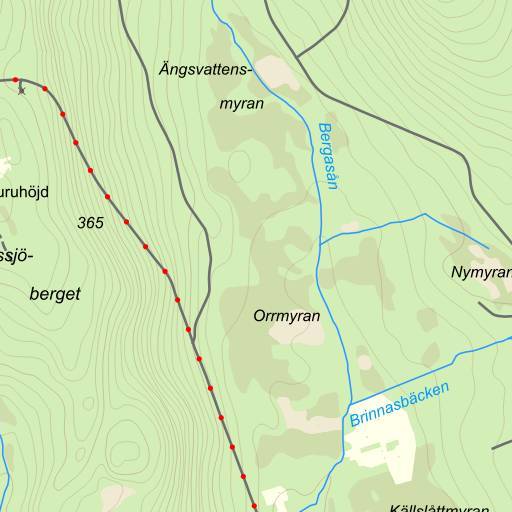 Ängsvattens-
myran
Bergasån
uruhöjd
365
ssjö-
berget
Nymyran
Orrmyran
Brinnasbäcken
Källslåttmyran